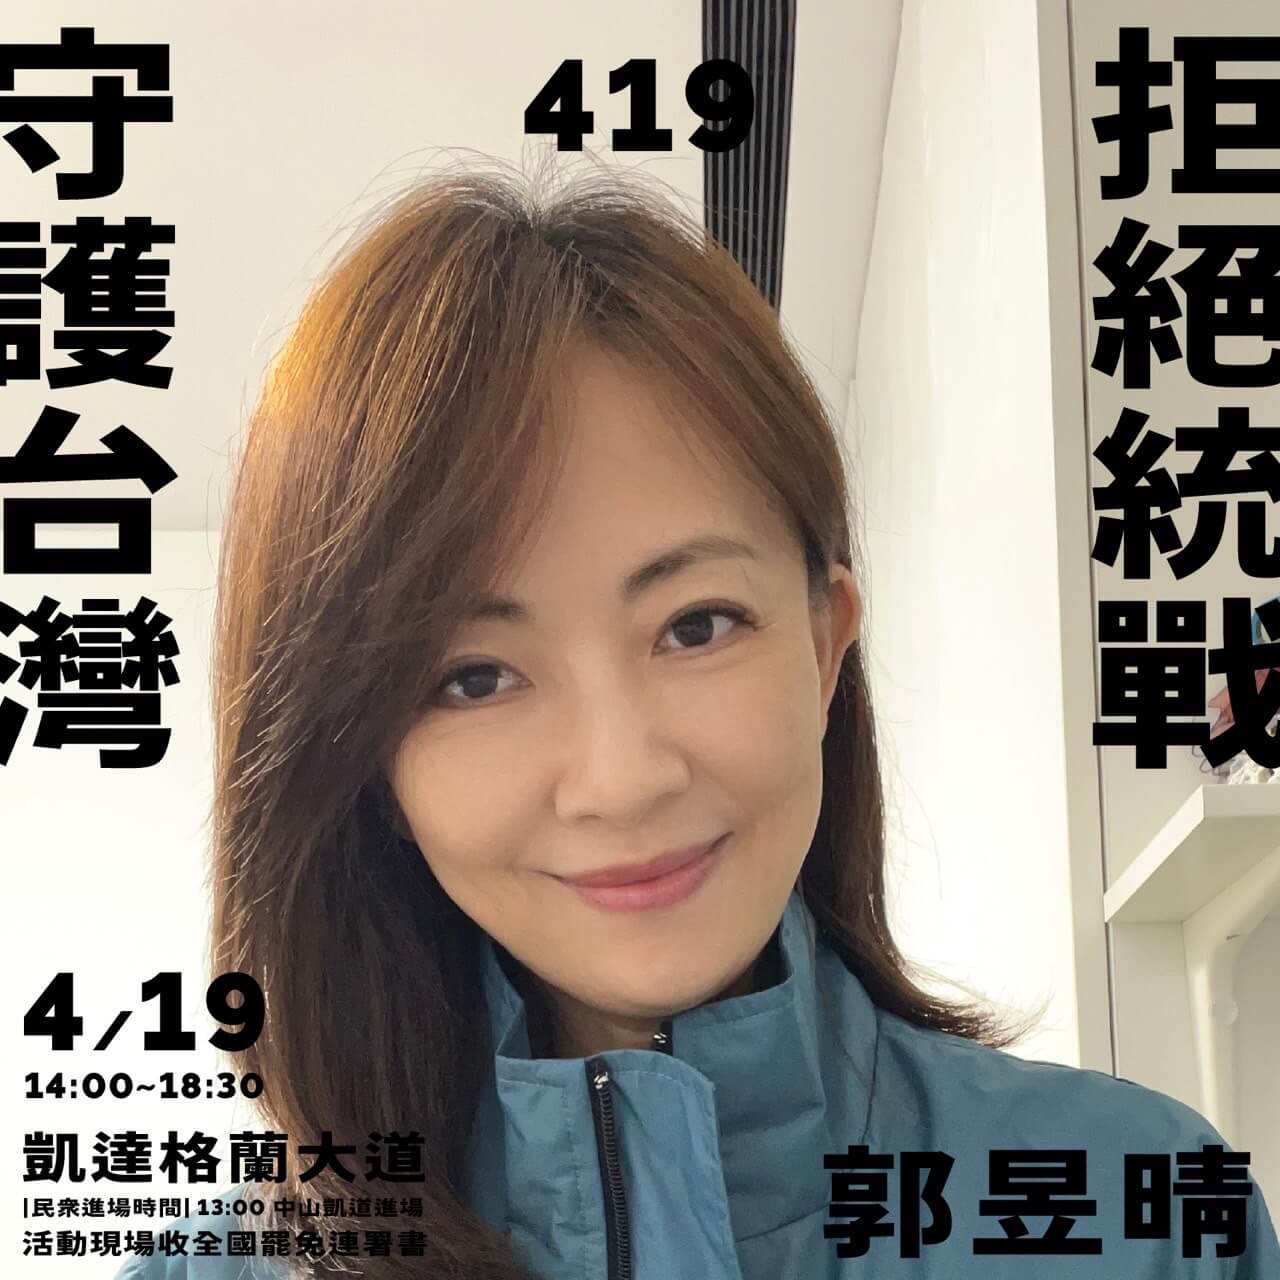 419
拒絕統戰
守護台灣
4/19
14:00~18:30
凱達格蘭大道
|民衆進場時間| 13:00 中山凱道進場
活動現場收全國罷免連署書
郭昱晴